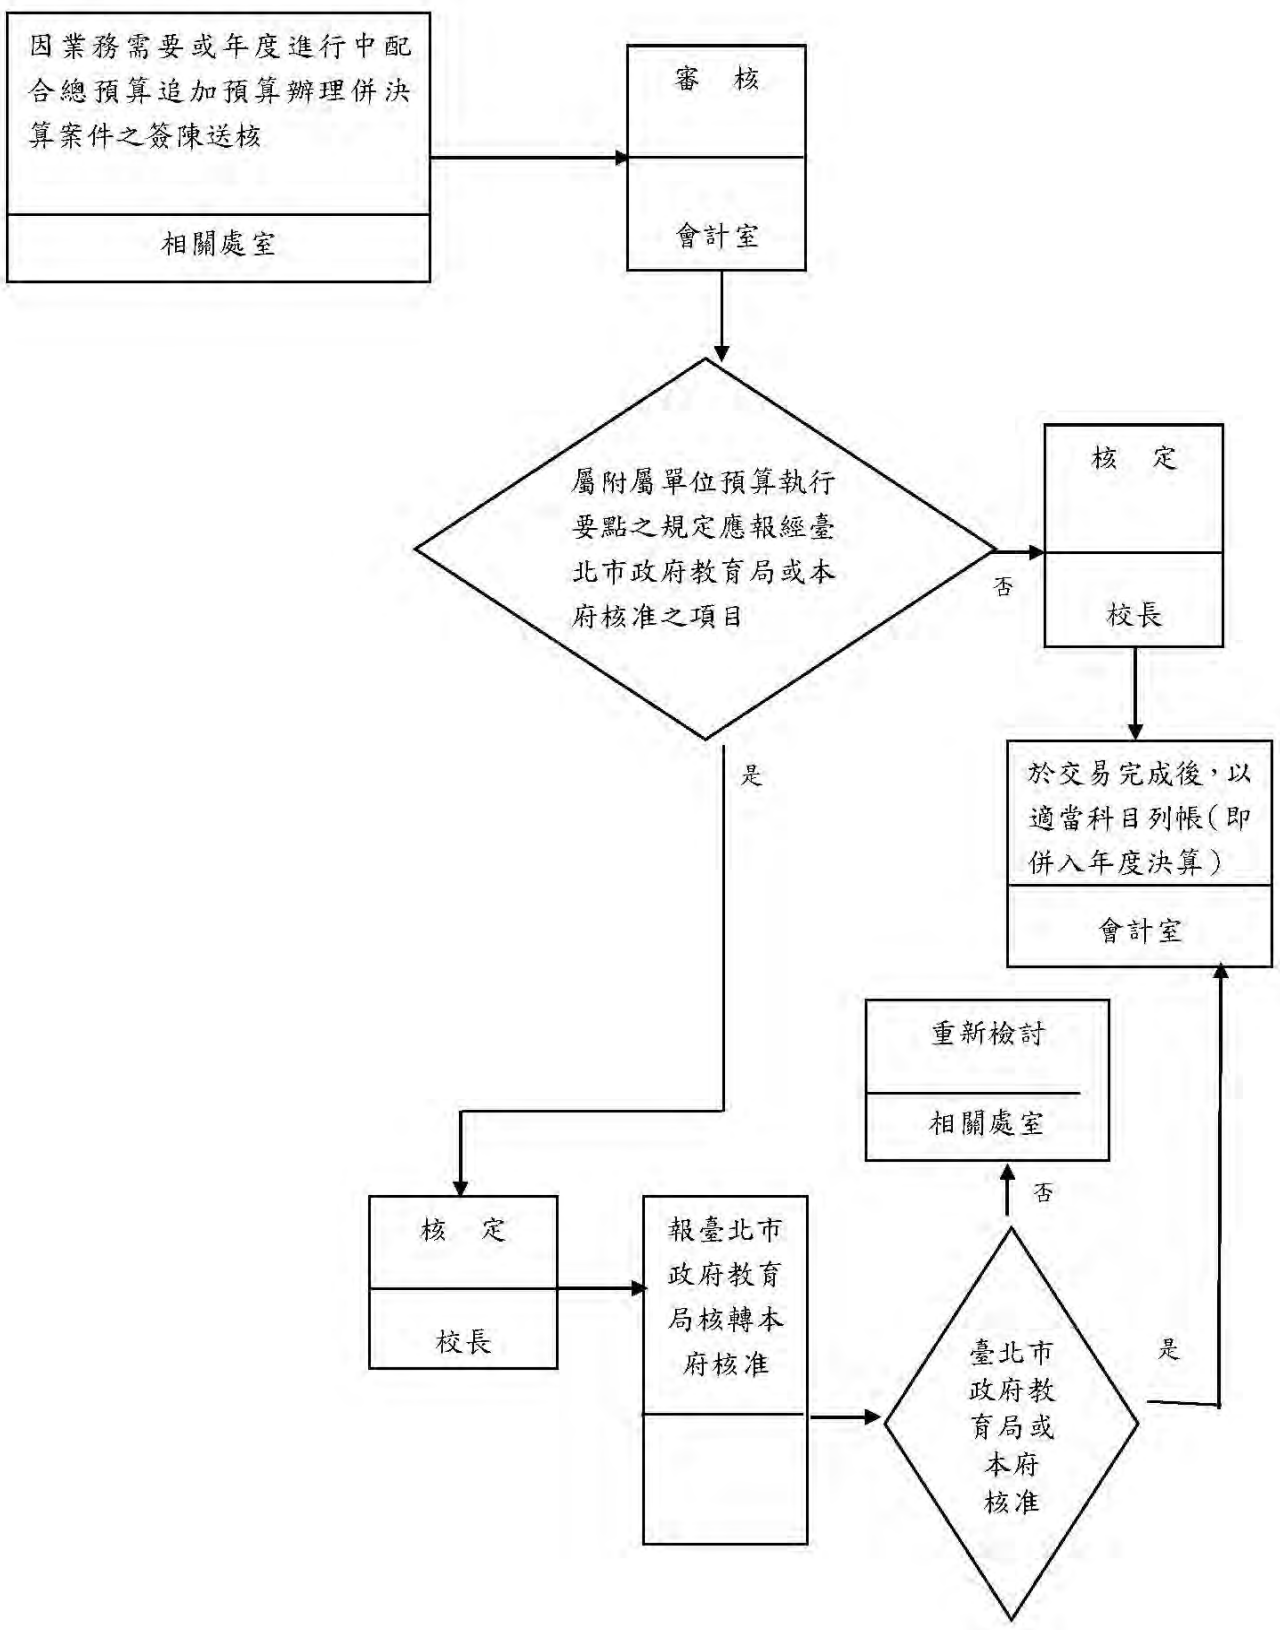 因業務需要或年度進行中配
合總預算追加預算辦理併決
算案件之簽陳送核
相關處室
審 核
會計室
屬附屬單位預算執行
要點之規定應報經臺
北市政府教育局或本
府核准之項目
否
核 定
校長
是
於交易完成後，以
適當科目列帳(即
併入年度決算)
會計室
重新檢討
相關處室
否
核 定
校長
報臺北市
政府教育
局核轉本
府核准
臺北市
政府教
育局或
本府
核准
是